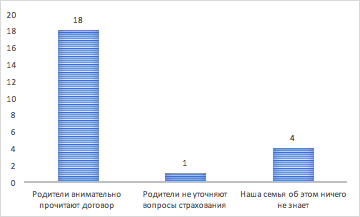 20
18
16
14
12
10
8
6
4
2
0
18
1
4
Родители внимательно
прочитают договор
Родители не уточняют
вопросы страхования
Наша семья об этом ничего
не знает